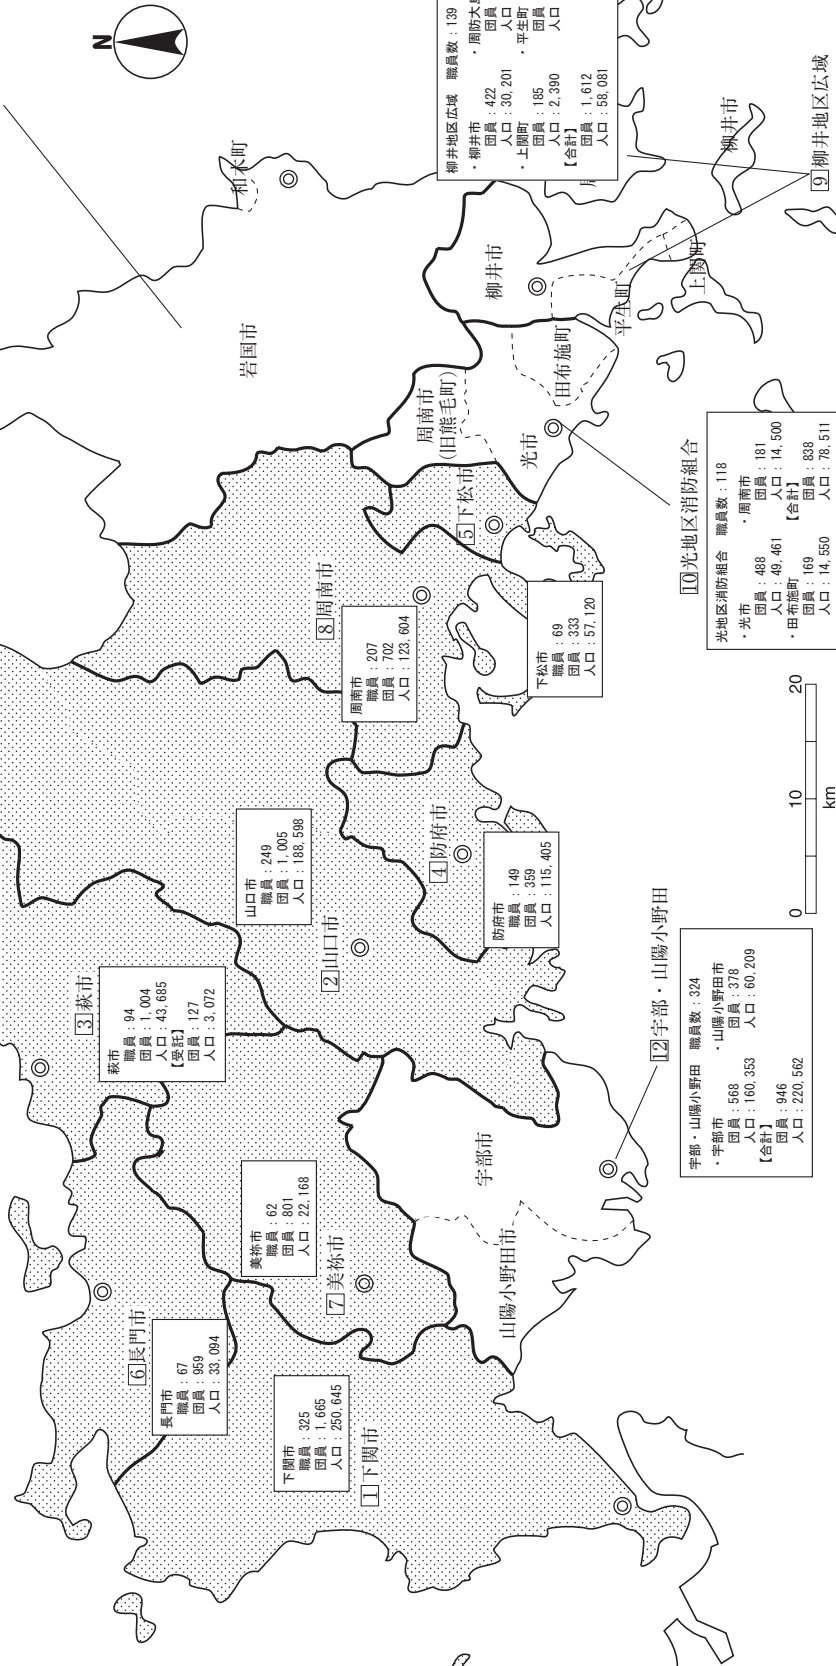 N
和木町
岩国市
柳井地区広域 職員数：139
・柳井市
団員：422
人口：30,201
・上関町
団員：185
人口：2,390
【合計】
団員：1,612
人口：58,081
・周防大
団員
人口
・平生町
団員
人口
柳井市
9 柳井地区広域
柳井市
上関町
平生町
田布施町
周南市
(旧熊毛町)
光市
10 光地区消防組合
光地区消防組合 職員数：118
・光市
団員：488
人口：49,461
・田布施町
団員：169
人口：14,550
・周南市
団員：181
人口：14,500
【合計】
団員：838
人口：78,511
5 下松市
下松市
職員：69
団員：333
人口：57,120
8 周南市
周南市
職員：207
団員：702
人口：123,604
山口市
職員：249
団員：1,005
人口：188,598
2 山口市
4 防府市
防府市
職員：149
団員：359
人口：115,405
3 萩市
萩市
職員：94
団員：1,004
人口：43,685
【受託】
団員：127
人口：3,072
12 宇部・山陽小野田
宇部・山陽小野田 職員数：324
・宇部市
団員：568
人口：160,353
・山陽小野田市
団員：378
人口：60,209
【合計】
団員：946
人口：220,562
宇部市
山陽小野田市
美祢市
職員：62
団員：801
人口：22,168
7 美祢市
6 長門市
長門市
職員：67
団員：959
人口：33,094
下関市
職員：325
団員：1,665
人口：250,645
1 下関市
0 10 20
km